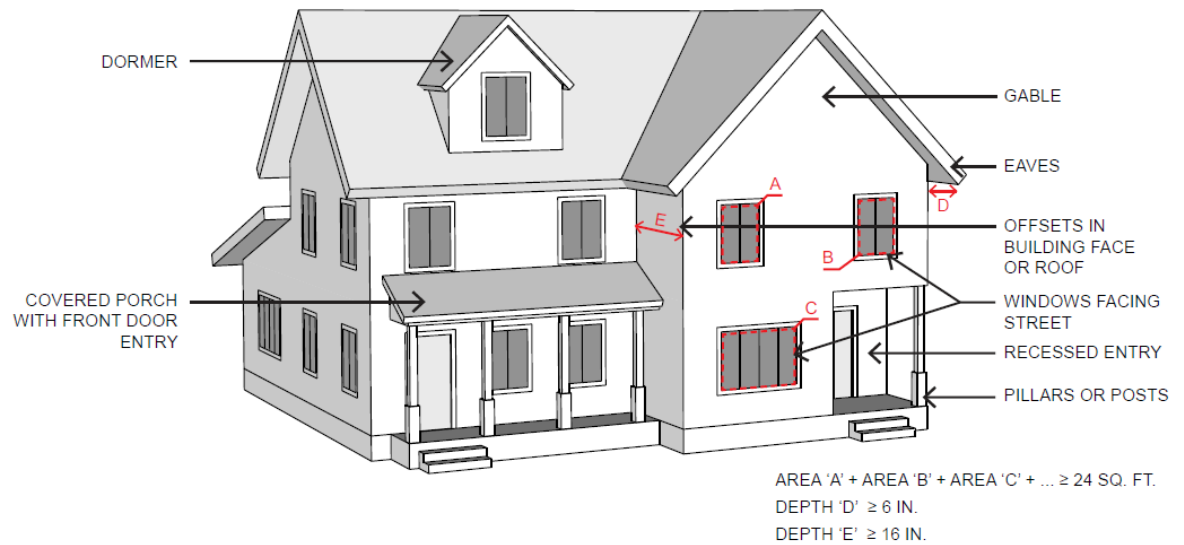 DORMER
GABLE
EAVES
A
D
E
B
OFFSETS IN
BUILDING FACE
OR ROOF
COVERED PORCH
WITH FRONT DOOR
ENTRY
C
WINDOWS FACING
STREET
RECESSED ENTRY
PILLARS OR POSTS
AREA ‘A’ + AREA ‘B’ + AREA ‘C’ + ... ≥ 24 SQ. FT.
DEPTH ‘D’ ≥ 6 IN.
DEPTH ‘E’ ≥ 16 IN.